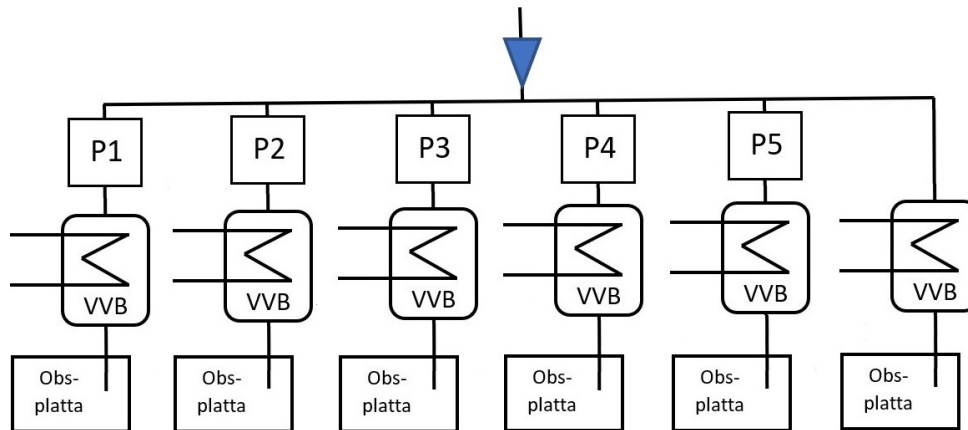 P1 P2 P3 P4 P5
VVB VVB VVB VVB VVB VVB
Obs- Obs- Obs- Obs- Obs- Obs-
platta platta platta platta platta platta